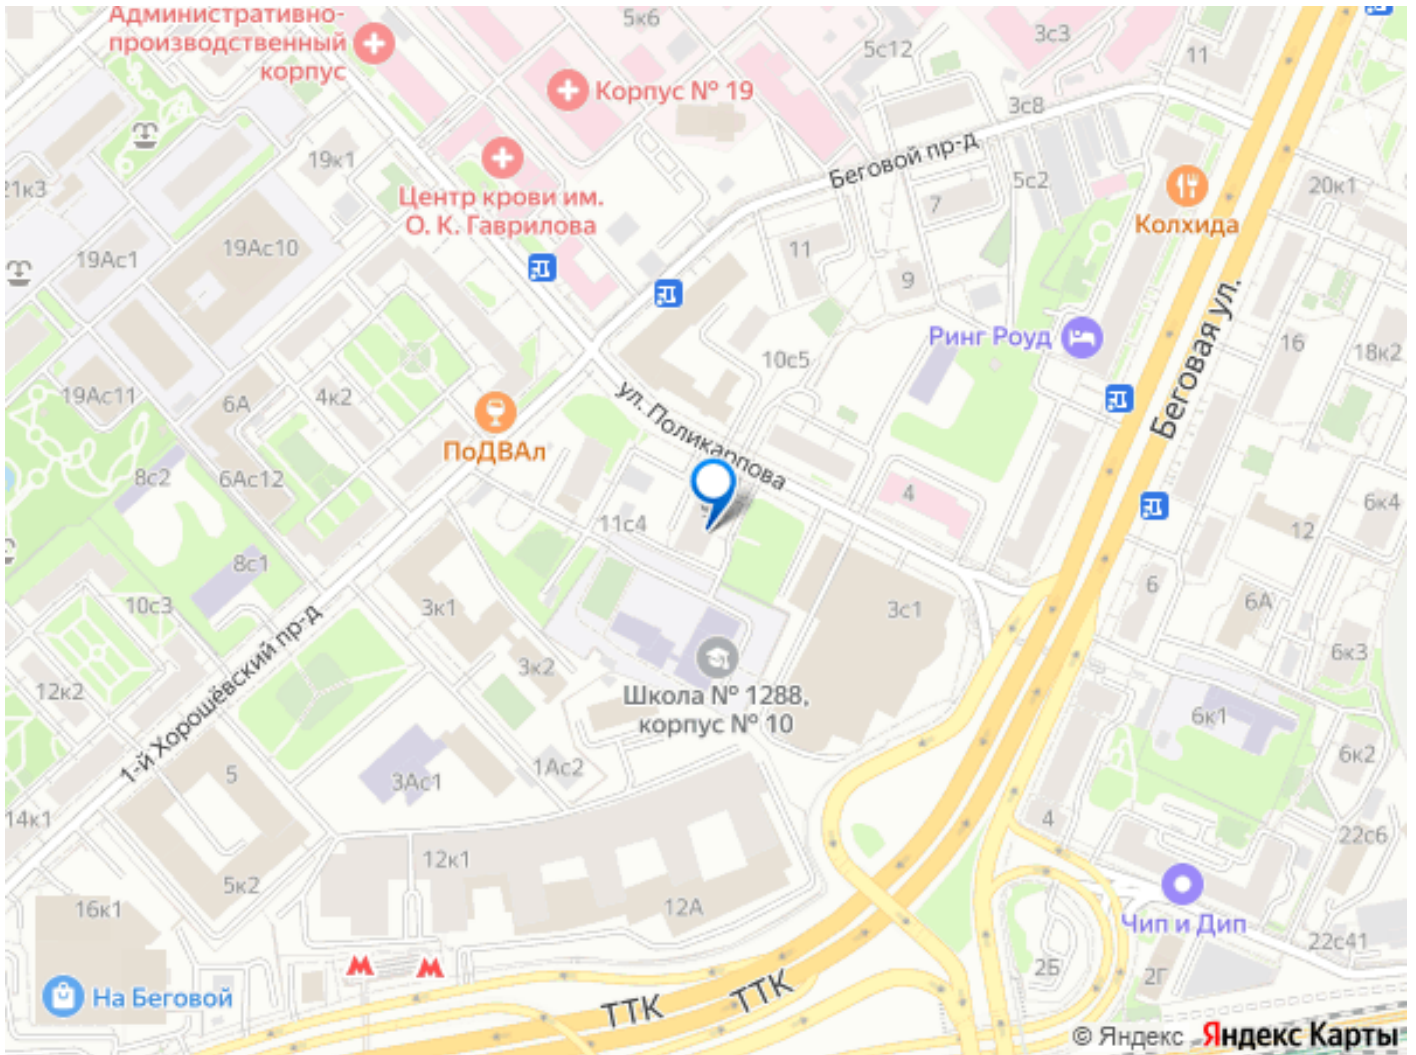 Административно-
производственный
корпус
5к6
5с12
3с3
11
Корпус № 19
3с8
19к1
Беговой пр-д
5с2
21к3
Центр крови им.
О. К. Гаврилова
7
20к1
Колхида
19Ас1
19Ас10
11
9
Беговая ул.
Ринг Роуд
16
18к2
10с5
19Ас11
6А
4к2
ул. Поликарпова
ПоДВАл
8с2
6Ас12
4
6к4
11с4
12
8с1
10с3
3к1
3с1
6
6А
1-й Хорошёвский пр-д
3к2
6к3
12к2
Школа № 1288,
корпус № 10
6к1
5
3Ас1
1Ас2
6к2
14к1
4
22с6
12к1
5к2
16к1
12А
Чип и Дип
22с41
2Б
2Г
На Беговой
ТТК
ТТК
© Яндекс Яндекс Карты